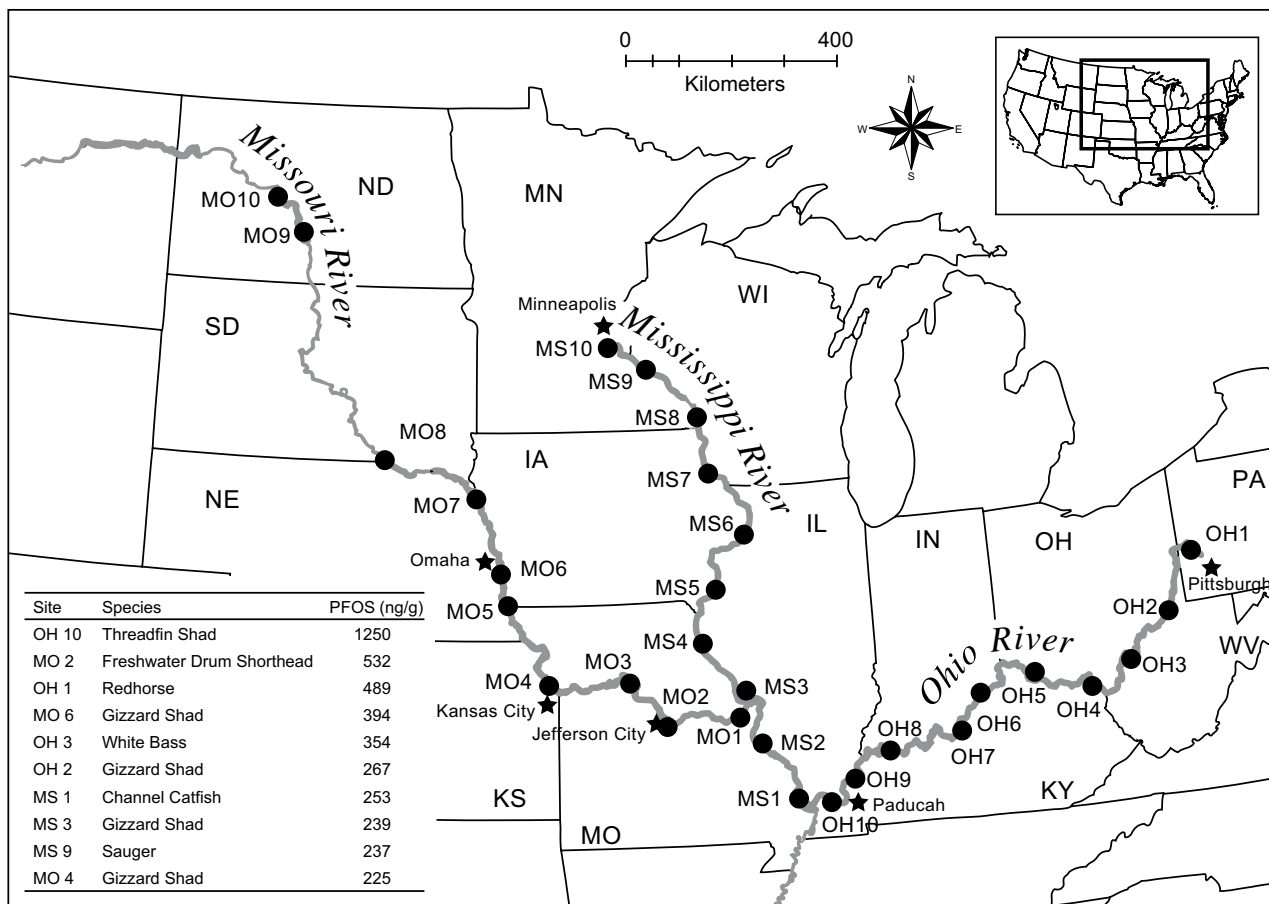 0 400
Kilometers
N
W E
S
Missouri River
ND
MO10
MO9
MN
SD
WI
Minneapolis
Mississippi River
MS10
MS9
MS8
MO8
IA
MS7
NE
MO7
IL
PA
MS6
IN
OH
OH1
Omaha
MO6
MS5
Pittsburgh
MO5
OH2
MS4
Ohio River
WV
MO3
OH3
MO4
MO2
MS3
OH5
OH4
Kansas City
OH6
Jefferson City
MO1
MS2
OH8
OH7
OH9
KS
MS1
Paducah
KY
OH10
MO
Site Species PFOS (ng/g)
OH 10 Threadfin Shad 1250
MO 2 Freshwater Drum Shorthead 532
OH 1 Redhorse 489
MO 6 Gizzard Shad 394
OH 3 White Bass 354
OH 2 Gizzard Shad 267
MS 1 Channel Catfish 253
MS 3 Gizzard Shad 239
MS 9 Sauger 237
MO 4 Gizzard Shad 225